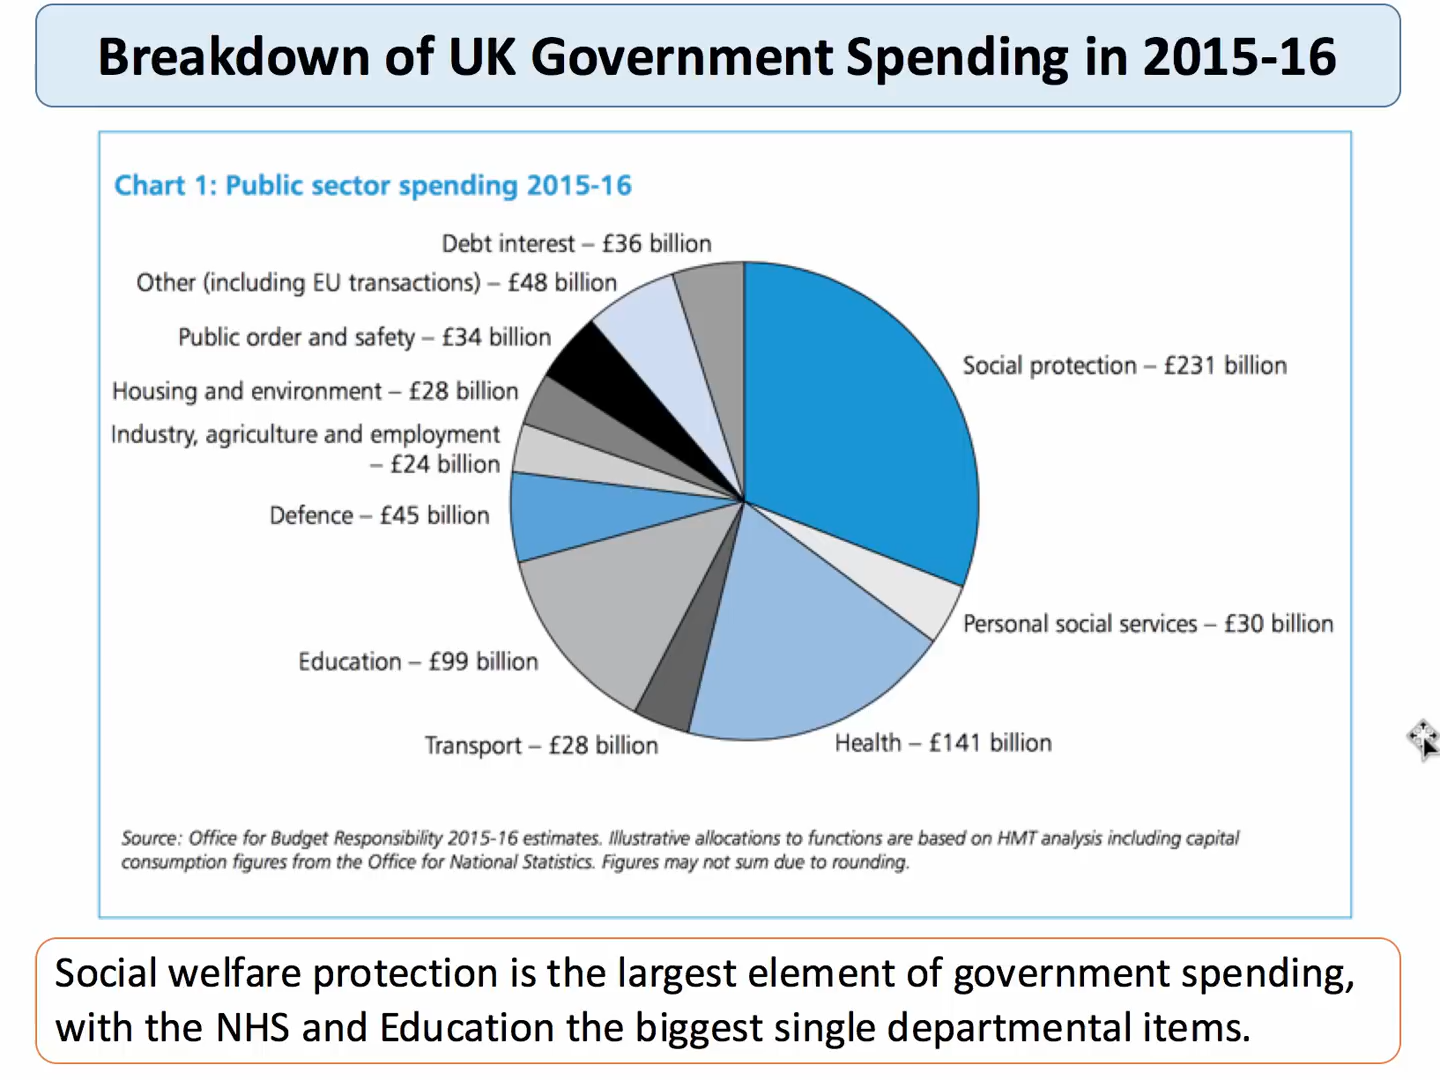 Breakdown of UK Government Spending in 2015-16
Chart 1: Public sector spending 2015-16
Debt interest – £36 billion
Other (including EU transactions) – £48 billion
Public order and safety – £34 billion
Housing and environment – £28 billion
Industry, agriculture and employment
– £24 billion
Defence – £45 billion
Education – £99 billion
Transport – £28 billion
Social protection – £231 billion
Personal social services – £30 billion
Health – £141 billion
Source: Office for Budget Responsibility 2015-16 estimates. Illustrative allocations to functions are based on HMT analysis including capital
consumption figures from the Office for National Statistics. Figures may not sum due to rounding.
Social welfare protection is the largest element of government spending,
with the NHS and Education the biggest single departmental items.